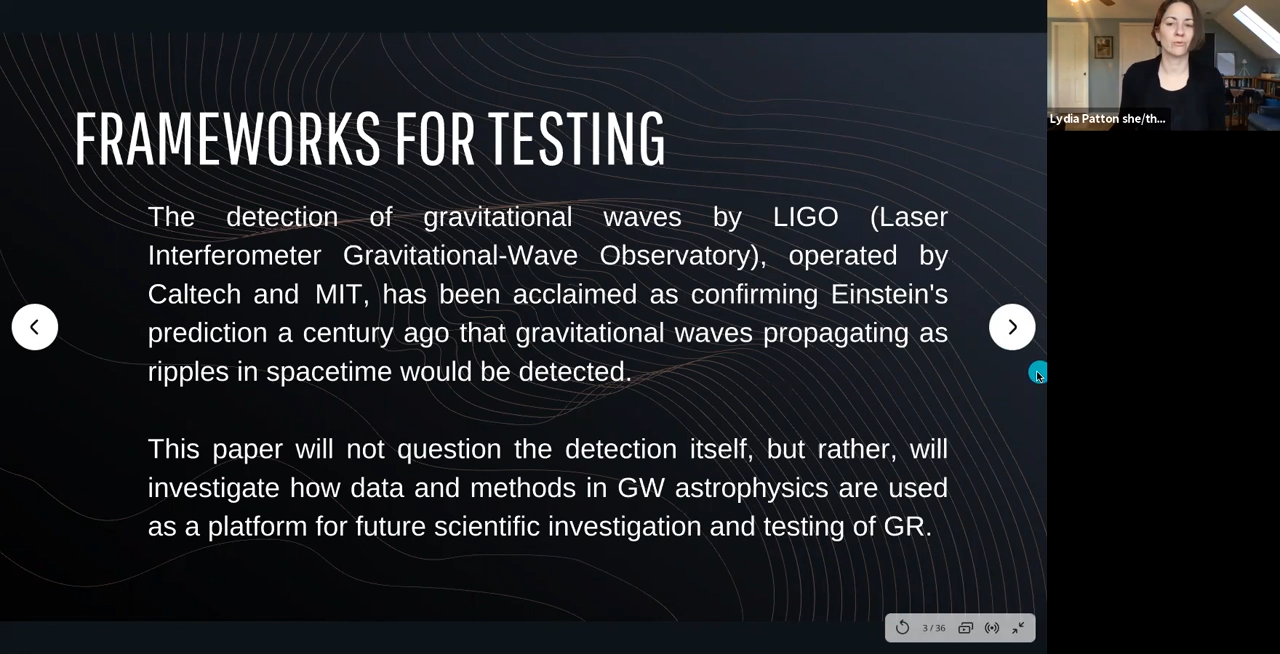 FRAMEWORKS FOR TESTING
The detection of gravitational waves by LIGO (Laser
Interferometer Gravitational-Wave Observatory), operated by
Caltech and MIT, has been acclaimed as confirming Einstein's
prediction a century ago that gravitational waves propagating as
ripples in spacetime would be detected.
This paper will not question the detection itself, but rather, will
investigate how data and methods in GW astrophysics are used
as a platform for future scientific investigation and testing of GR.
Lydia Patton she/th...
3 / 36